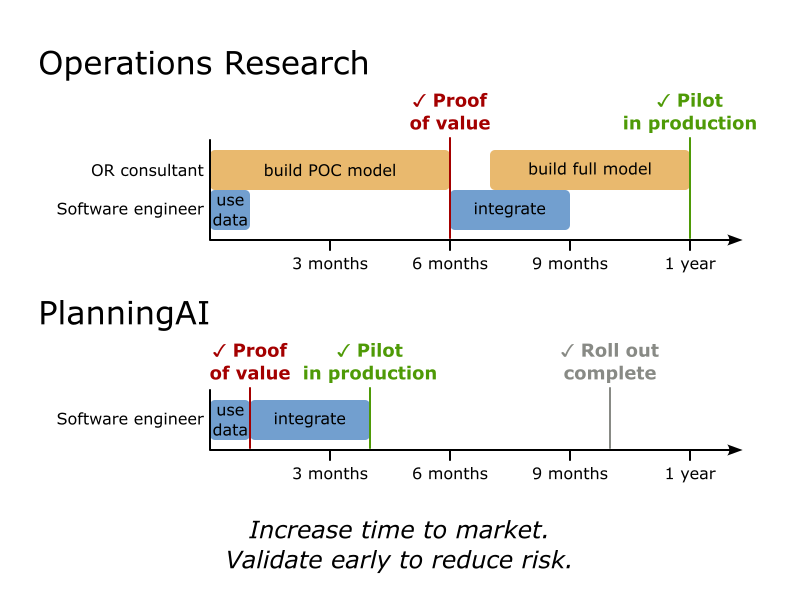 Operations Research
✓ Proof
of value
✓ Pilot
in production
OR consultant
build POC model
build full model
Software engineer
use
data
integrate
3 months
6 months
9 months
1 year
PlanningAI
✓ Proof
of value
✓ Pilot
in production
✓ Roll out
complete
Software engineer
use
data
integrate
3 months
6 months
9 months
1 year
Increase time to market.
Validate early to reduce risk.